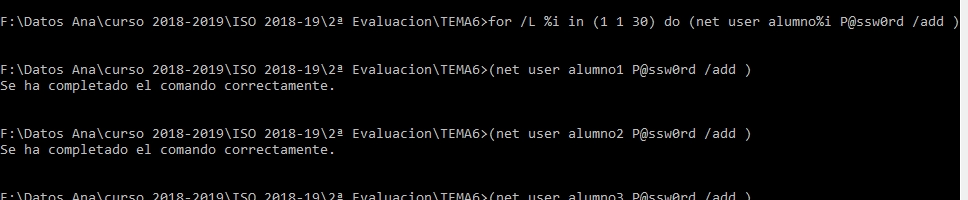 F:\Datos Ana\curso 2018-2019\ISO 2018-19\2ª Evaluacion\TEMA6>for /L %i in (1 1 30) do (net user alumno%i P@ssw0rd /add )
F:\Datos Ana\curso 2018-2019\ISO 2018-19\2ª Evaluacion\TEMA6>(net user alumno1 P@ssw0rd /add )
Se ha completado el comando correctamente.
F:\Datos Ana\curso 2018-2019\ISO 2018-19\2ª Evaluacion\TEMA6>(net user alumno2 P@ssw0rd /add )
Se ha completado el comando correctamente.
F:\Datos Ana\curso 2018-2019\ISO 2018-19\2ª Evaluacion\TEMA6>(net user alumno3 P@ssw0rd /add )